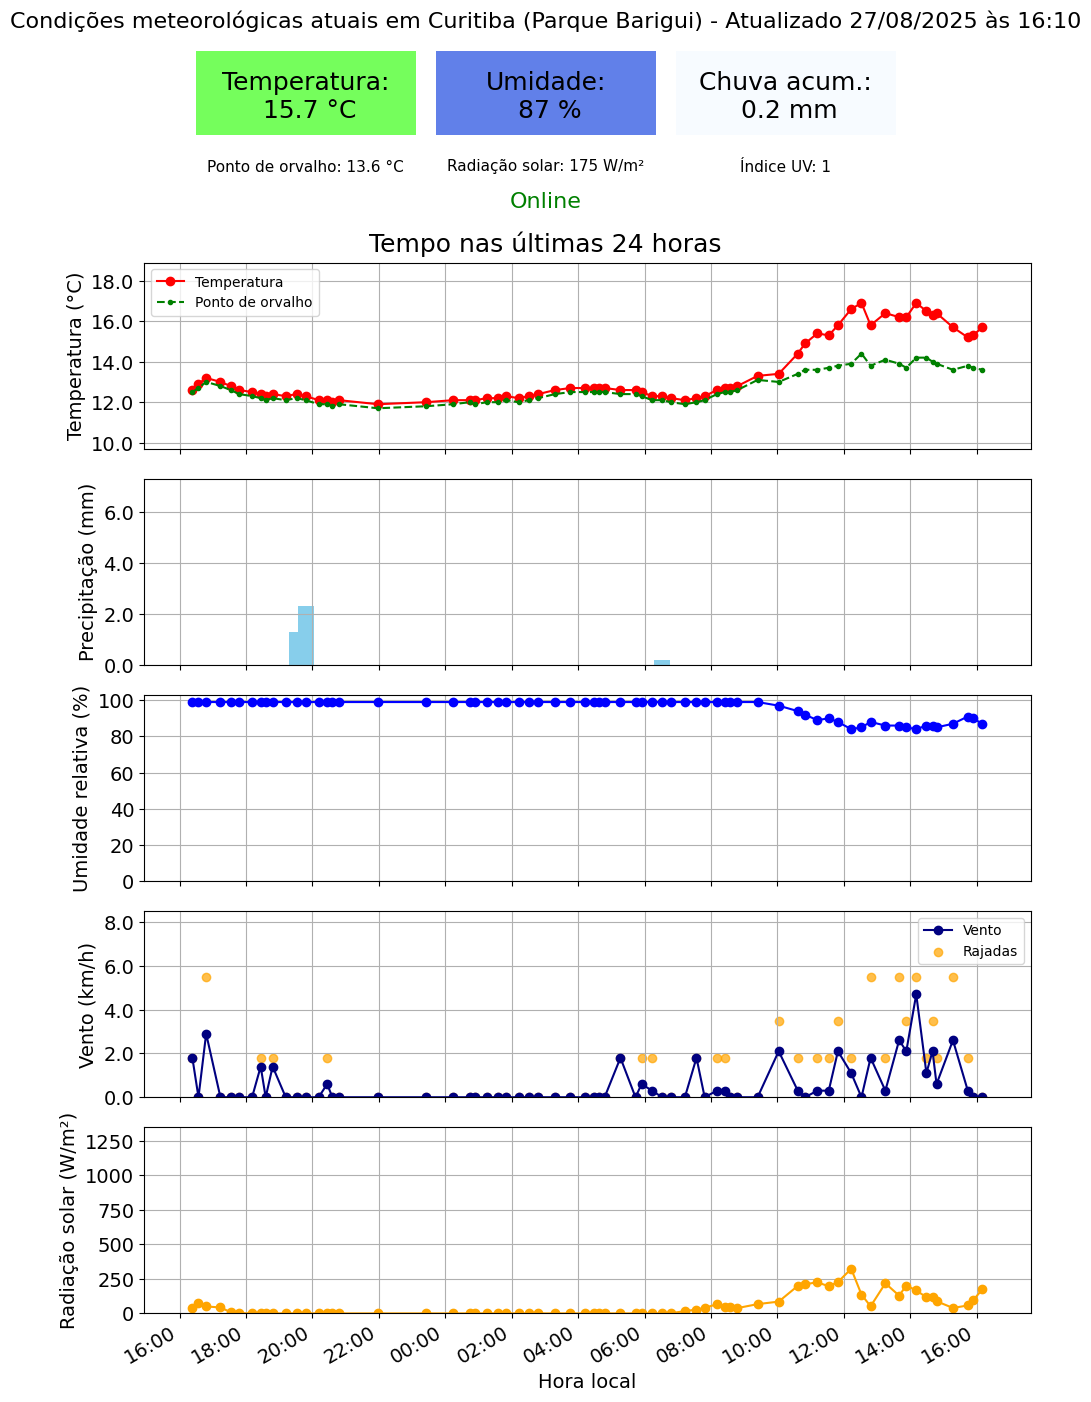 Condições meteorológicas atuais em Curitiba (Parque Barigui) - Atualizado 27/08/2025 às 16:10
Temperatura:
15.7 °C
Umidade:
87 %
Chuva acum.:
0.2 mm
Ponto de orvalho: 13.6 °C
Radiação solar: 175 W/m²
Índice UV: 1
Online
Tempo nas últimas 24 horas
Temperatura (°C)
18.0
16.0
14.0
12.0
10.0
Temperatura
Ponto de orvalho
Precipitação (mm)
6.0
4.0
2.0
0.0
Umidade relativa (%)
100
80
60
40
20
0
Vento (km/h)
8.0
6.0
4.0
2.0
0.0
Vento
Rajadas
Radiação solar (W/m²)
1250
1000
750
500
250
0
16:00
18:00
20:00
22:00
00:00
02:00
04:00
06:00
08:00
10:00
12:00
14:00
16:00
Hora local